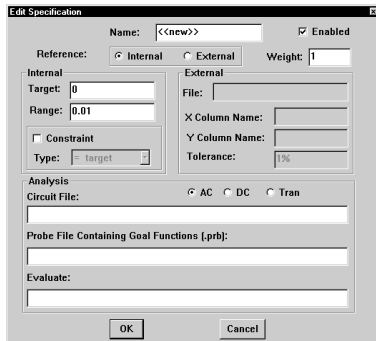 Edit Specification
Name: <<new>> Enabled
Reference: Internal External Weight: 1
Internal External
Target: 0 File:
Range: 0.01 X Column Name:
Constraint Y Column Name:
Type: = target Tolerance: 1%
Analysis
Circuit File: AC DC Tran
Probe File Containing Goal Functions (.prb):
Evaluate:
OK Cancel